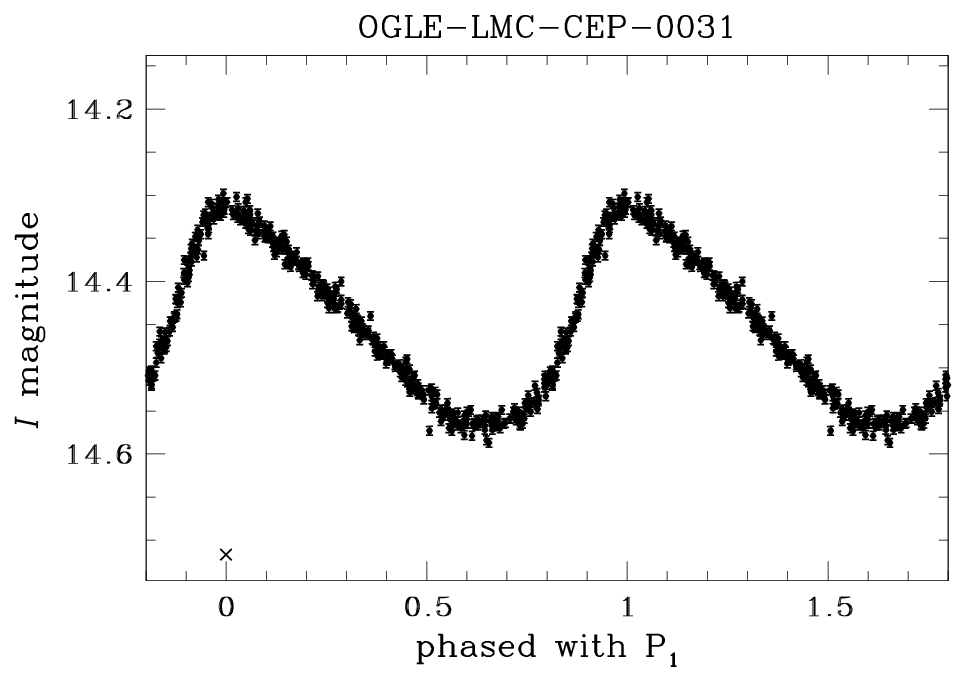 OGLE-LMC-CEP-0031
14.2
14.4
14.6
I magnitude
0 0.5 1 1.5
phased with P₁